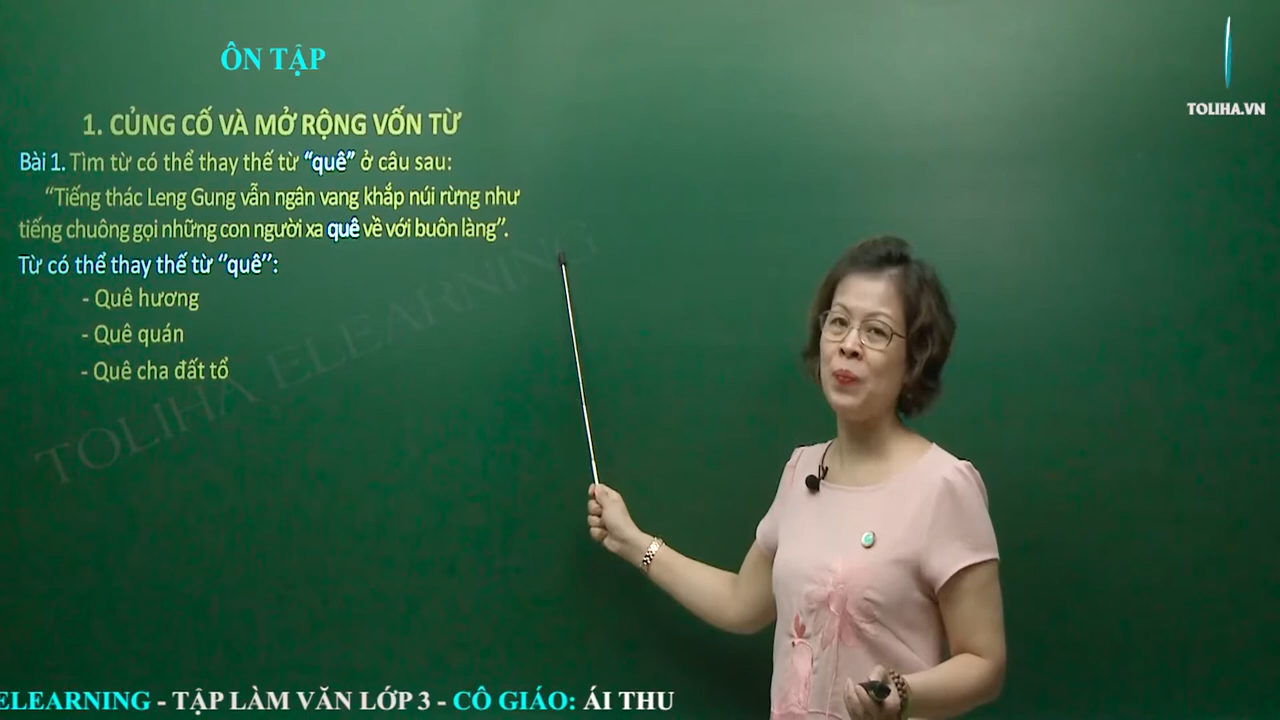 ÔN TẬP
TOLIHA.VN
1. CỦNG CỐ VÀ MỞ RỘNG VỐN TỪ
Bài 1. Tìm từ có thể thay thế từ “quê” ở câu sau:
“Tiếng thác Leng Gung vẫn ngân vang khắp núi rừng như
tiếng chuông gọi những con người xa quê về với buôn làng”.
Từ có thể thay thế từ “quê”:
- Quê hương
- Quê quán
- Quê cha đất tổ
TOLIHA ELEARNING
ELEARNING - TẬP LÀM VĂN LỚP 3 - CÔ GIÁO: ÁI THU